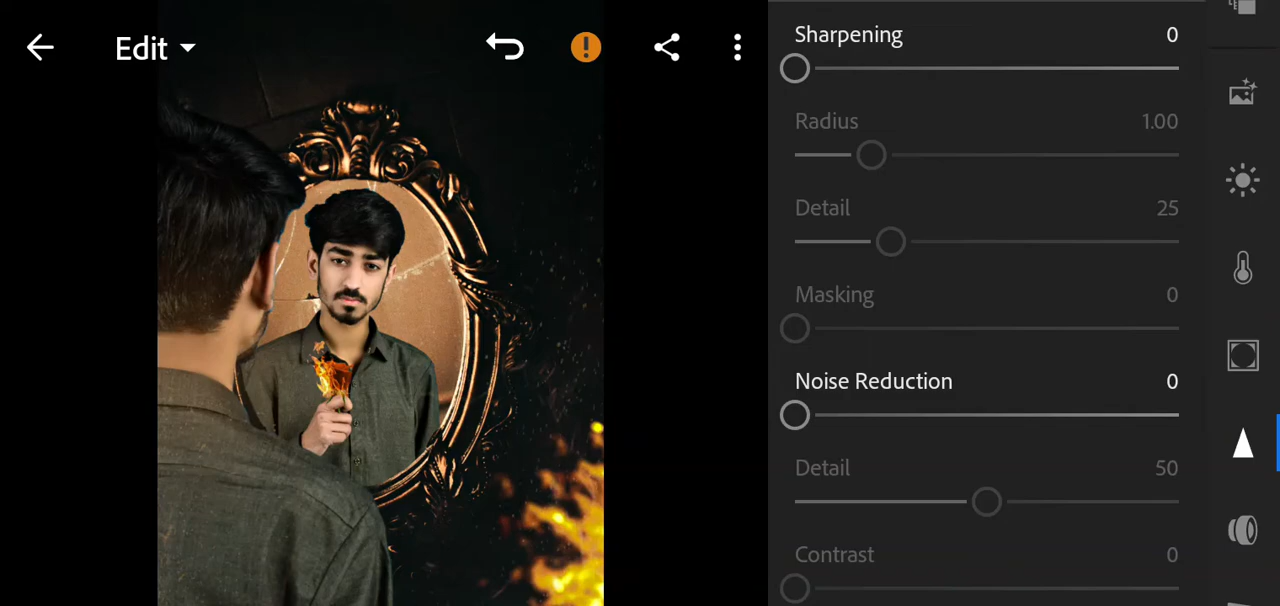 Edit
Sharpening 0
Radius 1.00
Detail 25
Masking 0
Noise Reduction 0
Detail 50
Contrast 0